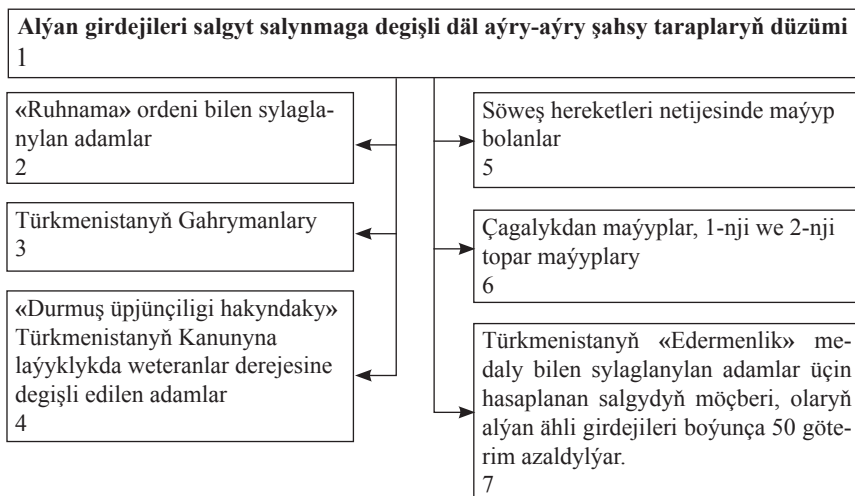 Alýan girdejileri salgyt salynmaga degişli däl aýry-aýry şahsy taraplaryň düzümi
1
«Ruhnama» ordeni bilen sylagla-
nylan adamlar
2
Türkmenistanyň Gahrymanlary
3
«Durmuş üpjünçiligi hakyndaky»
Türkmenistanyň Kanunyna
laýyklykda weteranlar derejesine
degişli edilen adamlar
4
Söweş hereketleri netijesinde maýyp
bolanlar
5
Çagalykdan maýyplar, 1-nji we 2-nji
topar maýyplary
6
Türkmenistanyň «Edermenlik» me-
daly bilen sylaglanylan adamlar üçin
hasaplanan salgydyň möçberi, olaryň
alýan ähli girdejileri boýunça 50 göte-
rim azaldylýar.
7